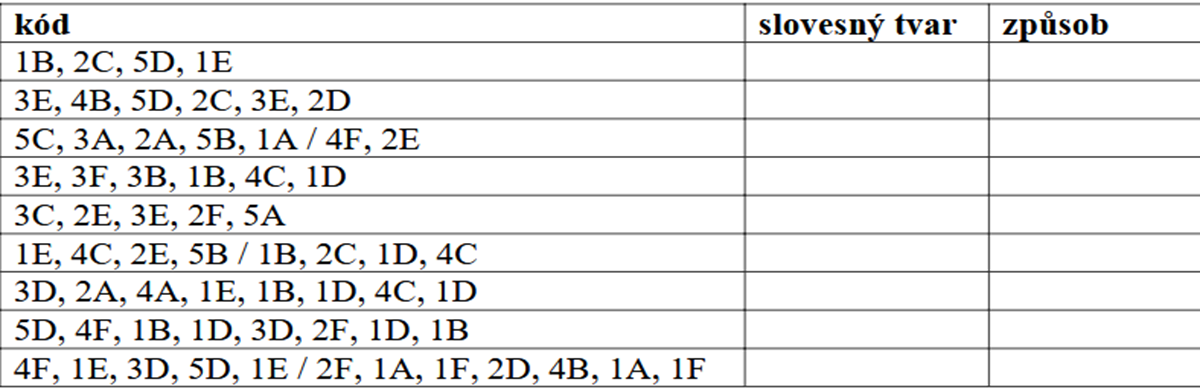 kód slovesný tvar způsob
1B, 2C, 5D, 1E
3E, 4B, 5D, 2C, 3E, 2D
5C, 3A, 2A, 5B, 1A / 4F, 2E
3E, 3F, 3B, 1B, 4C, 1D
3C, 2E, 3E, 2F, 5A
1E, 4C, 2E, 5B / 1B, 2C, 1D, 4C
3D, 2A, 4A, 1E, 1B, 1D, 4C, 1D
5D, 4F, 1B, 1D, 3D, 2F, 1D, 1B
4F, 1E, 3D, 5D, 1E / 2F, 1A, 1F, 2D, 4B, 1A, 1F